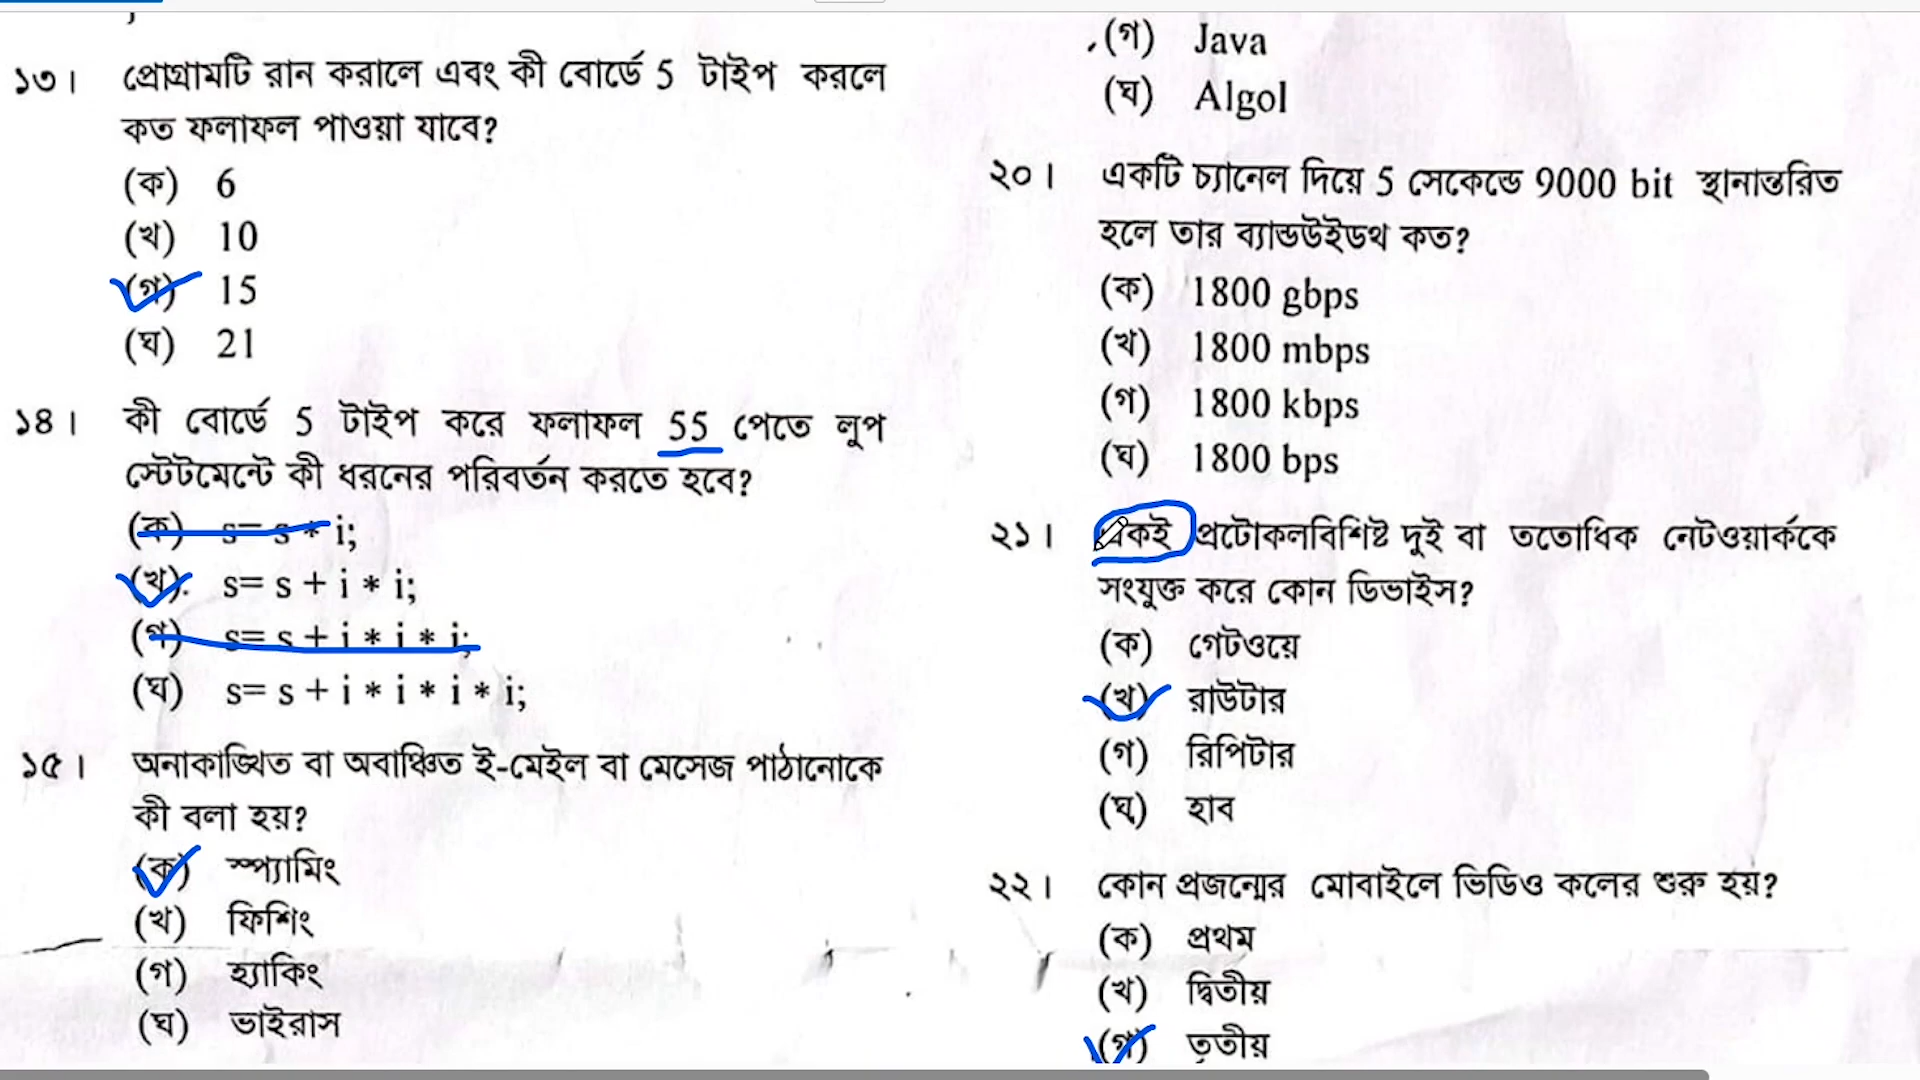 ১৩। প্রোগ্রামটি রান করালে এবং কী বোর্ডে 5 টাইপ করলে
কত ফলাফল পাওয়া যাবে?
(ক) 6
(খ) 10
(গ) 15
(ঘ) 21
১৪। কী বোর্ডে 5 টাইপ করে ফলাফল 55 পেতে লুপ
স্টেটমেন্টে কী ধরনের পরিবর্তন করতে হবে?
(ক) s= s * i;
(খ). s= s + i * i;
(গ) s= s + i * i * i;
(ঘ) s= s + i * i * i * i;
১৫। অনাকাঙ্খিত বা অবাঞ্চিত ই-মেইল বা মেসেজ পাঠানোকে
কী বলা হয়?
(ক) স্প্যামিং
(খ) ফিশিং
(গ) হ্যাকিং
(ঘ) ভাইরাস
(গ) Java
(ঘ) Algol
২০। একটি চ্যানেল দিয়ে 5 সেকেন্ডে 9000 bit স্থানান্তরিত
হলে তার ব্যান্ডউইডথ কত?
(ক) 1800 gbps
(খ) 1800 mbps
(গ) 1800 kbps
(ঘ) 1800 bps
২১। একই প্রটোকলবিশিষ্ট দুই বা ততোধিক নেটওয়ার্ককে
সংযুক্ত করে কোন ডিভাইস?
(ক) গেটওয়ে
(খ) রাউটার
(গ) রিপিটার
(ঘ) হাব
২২। কোন প্রজন্মের মোবাইলে ভিডিও কলের শুরু হয়?
(ক) প্রথম
(খ) দ্বিতীয়
(গ) তৃতীয়